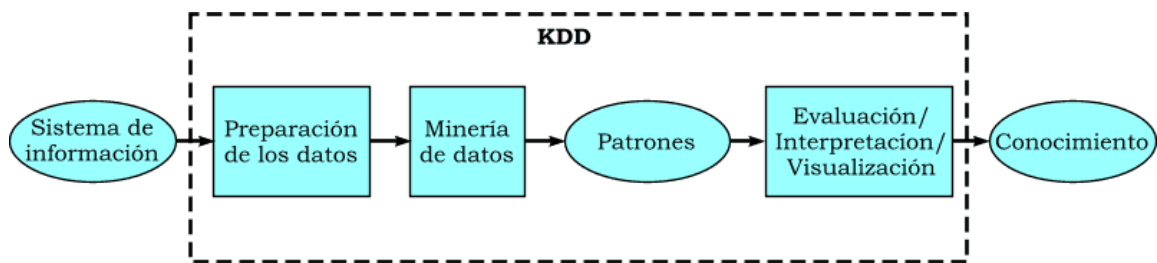 KDD
Sistema de
información
Preparación
de los datos
Minería
de datos
Patrones
Evaluación/
Interpretacion/
Visualización
Conocimiento